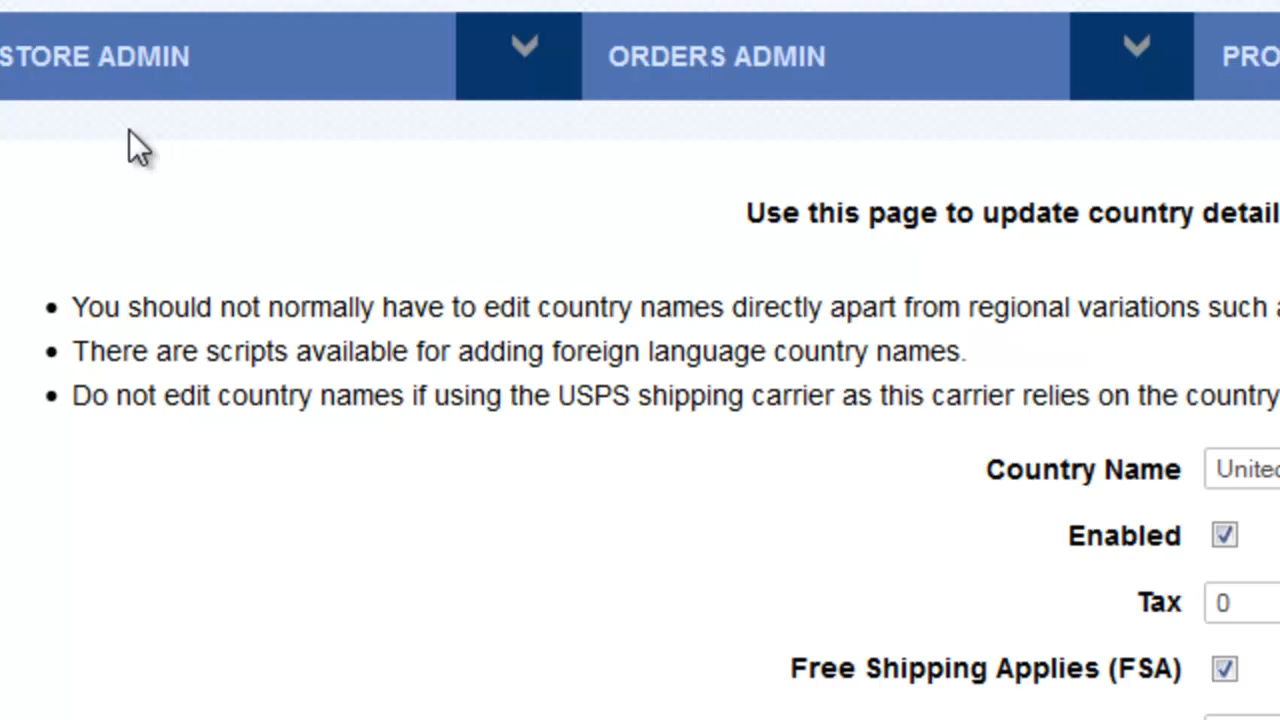 STORE ADMIN
ORDERS ADMIN
Use this page to update country
You should not normally have to edit country names directly apart from regional variations such
There are scripts available for adding foreign language country names.
Do not edit country names if using the USPS shipping carrier as this carrier relies on the country
Country Name
Enabled
Tax 0
Free Shipping Applies (FSA)